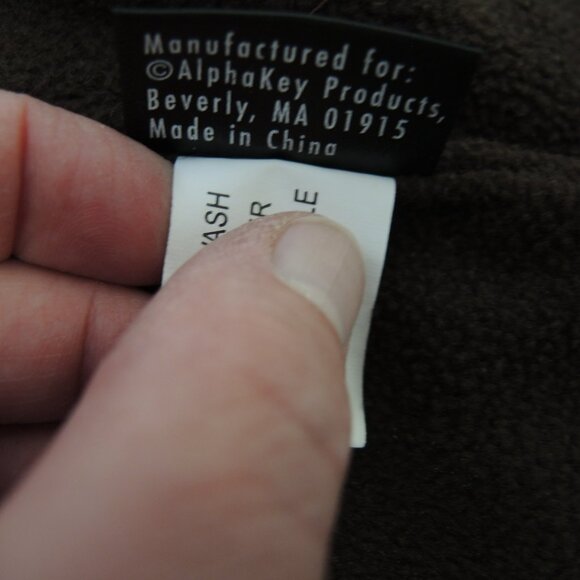 Manufactured for:
©AlphaKey Products,
Beverly, MA 01915
Made in China